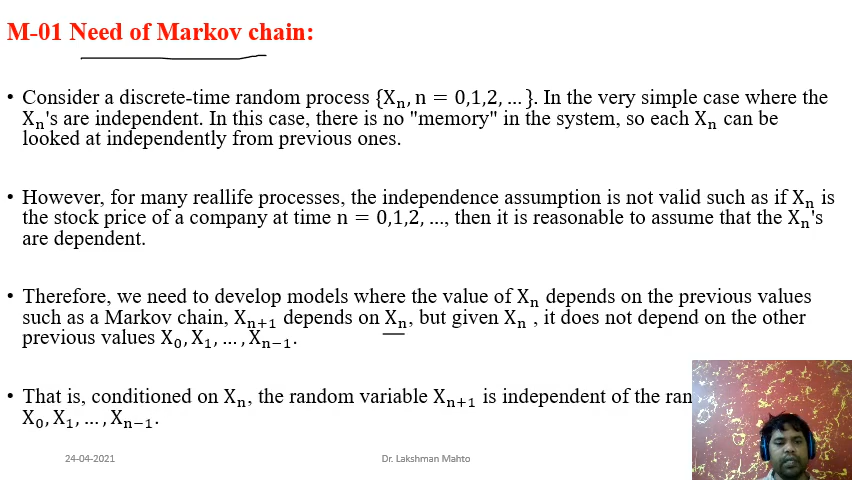 M-01 Need of Markov chain:
• Consider a discrete-time random process {Xₙ, n = 0,1,2, … }. In the very simple case where the
Xₙ's are independent. In this case, there is no "memory" in the system, so each Xₙ can be
looked at independently from previous ones.
• However, for many reallife processes, the independence assumption is not valid such as if Xₙ is
the stock price of a company at time n = 0,1,2, …, then it is reasonable to assume that the Xₙ's
are dependent.
• Therefore, we need to develop models where the value of Xₙ depends on the previous values
such as a Markov chain, Xₙ₊₁ depends on Xₙ, but given Xₙ , it does not depend on the other
previous values X₀, X₁, … , Xₙ₋₁.
• That is, conditioned on Xₙ, the random variable Xₙ₊₁ is independent of the ran
X₀, X₁, … , Xₙ₋₁.
24-04-2021
Dr. Lakshman Mahto